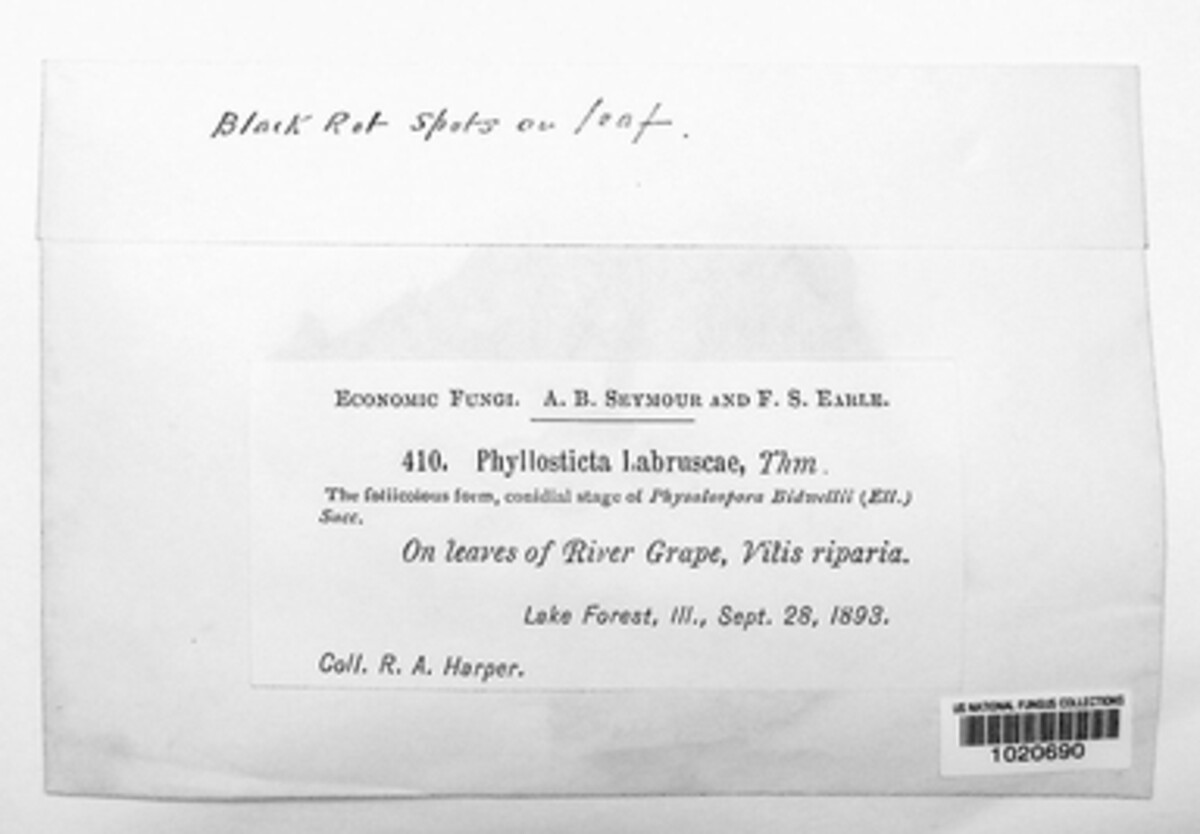 Black Rot spots on leaf.
ECONOMIC FUNGI. A. B. SEYMOUR AND F. S. EARLE.
410. Phyllosticta Labruscae, Thm.
The foliicolous form, conidial stage of Physalospora Bidwellii (Ell.)
Sacc.
On leaves of River Grape, Vitis riparia.
Lake Forest, Ill., Sept. 28, 1893.
Coll. R. A. Harper.
US NATIONAL FUNGUS COLLECTIONS
1020690